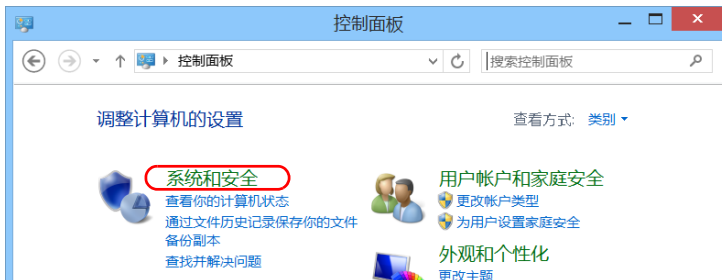 控制面板
控制面板
搜索控制面板
调整计算机的设置
查看方式: 类别
系统和安全
查看你的计算机状态
通过文件历史记录保存你的文件
备份副本
查找并解决问题
用户帐户和家庭安全
更改帐户类型
为用户设置家庭安全
外观和个性化
更改主题